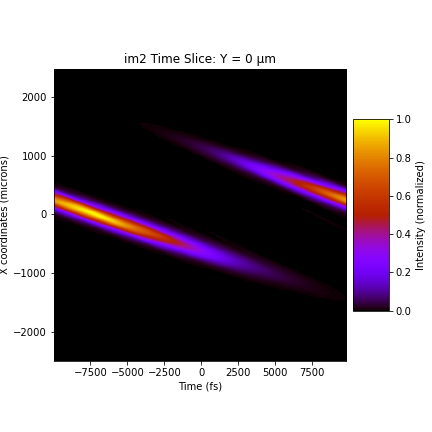 im2 Time Slice: Y = 0 μm
X coordinates (microns)
2000
1000
0
−1000
−2000
−7500 −5000 −2500 0 2500 5000 7500
Time (fs)
1.0
0.8
0.6
0.4
0.2
0.0
Intensity (normalized)